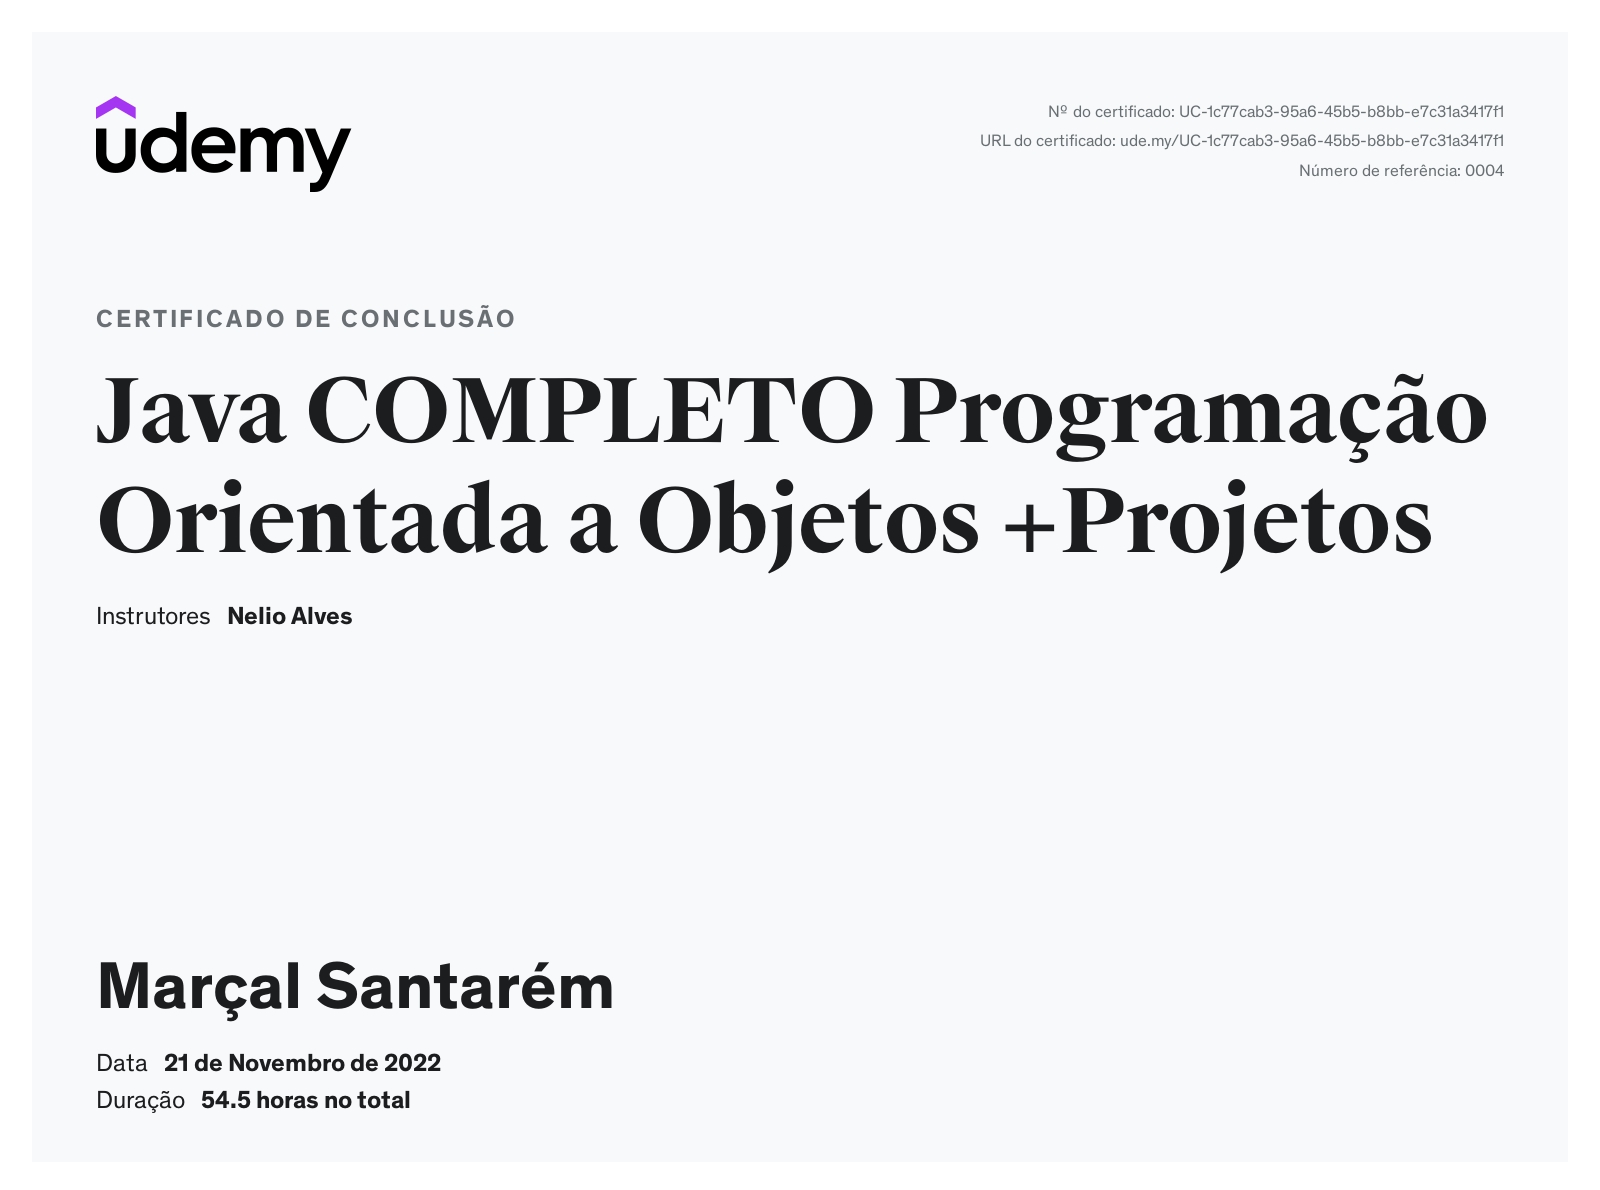 udemy
Nº do certificado: UC-1c77cab3-95a6-45b5-b8bb-e7c31a3417f1
URL do certificado: ude.my/UC-1c77cab3-95a6-45b5-b8bb-e7c31a3417f1
Número de referência: 0004
CERTIFICADO DE CONCLUSÃO
Java COMPLETO Programação
Orientada a Objetos +Projetos
Instrutores Nelio Alves
Marçal Santarém
Data 21 de Novembro de 2022
Duração 54.5 horas no total